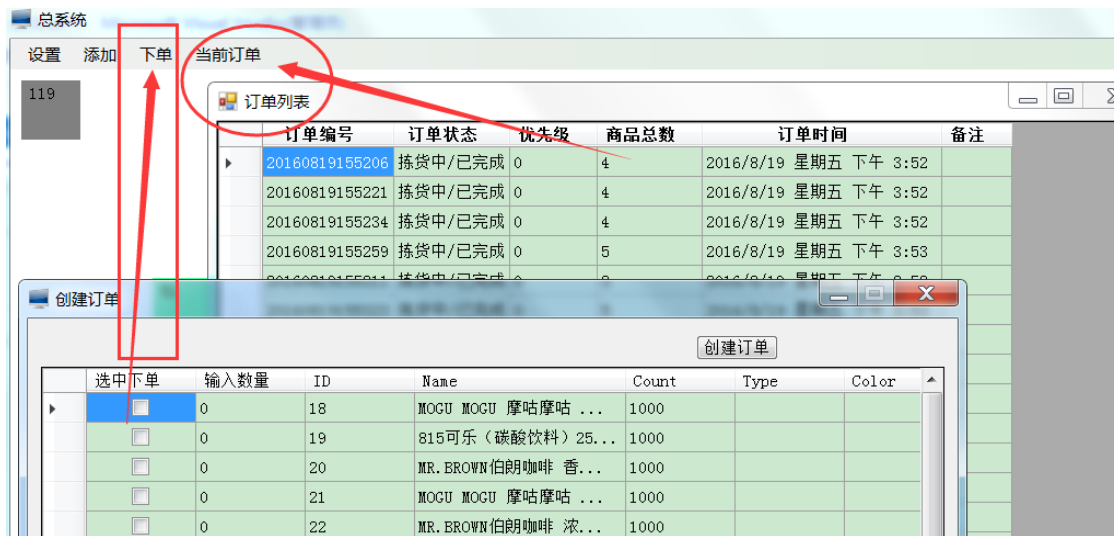 总系统
设置 添加 下单 当前订单
119
订单列表
订单编号 订单状态 优先级 商品总数 订单时间 备注
20160819155206 拣货中/已完成 0 4 2016/8/19 星期五 下午 3:52
20160819155221 拣货中/已完成 0 4 2016/8/19 星期五 下午 3:52
20160819155234 拣货中/已完成 0 4 2016/8/19 星期五 下午 3:52
20160819155259 拣货中/已完成 0 5 2016/8/19 星期五 下午 3:53
创建订单
创建订单
选中下单 输入数量 ID Name Count Type Color
0 18 MOGU MOGU 摩咕摩咕 ... 1000
0 19 815可乐（碳酸饮料）25... 1000
0 20 MR.BROWN伯朗咖啡 香... 1000
0 21 MOGU MOGU 摩咕摩咕 ... 1000
0 22 MR.BROWN伯朗咖啡 浓... 1000